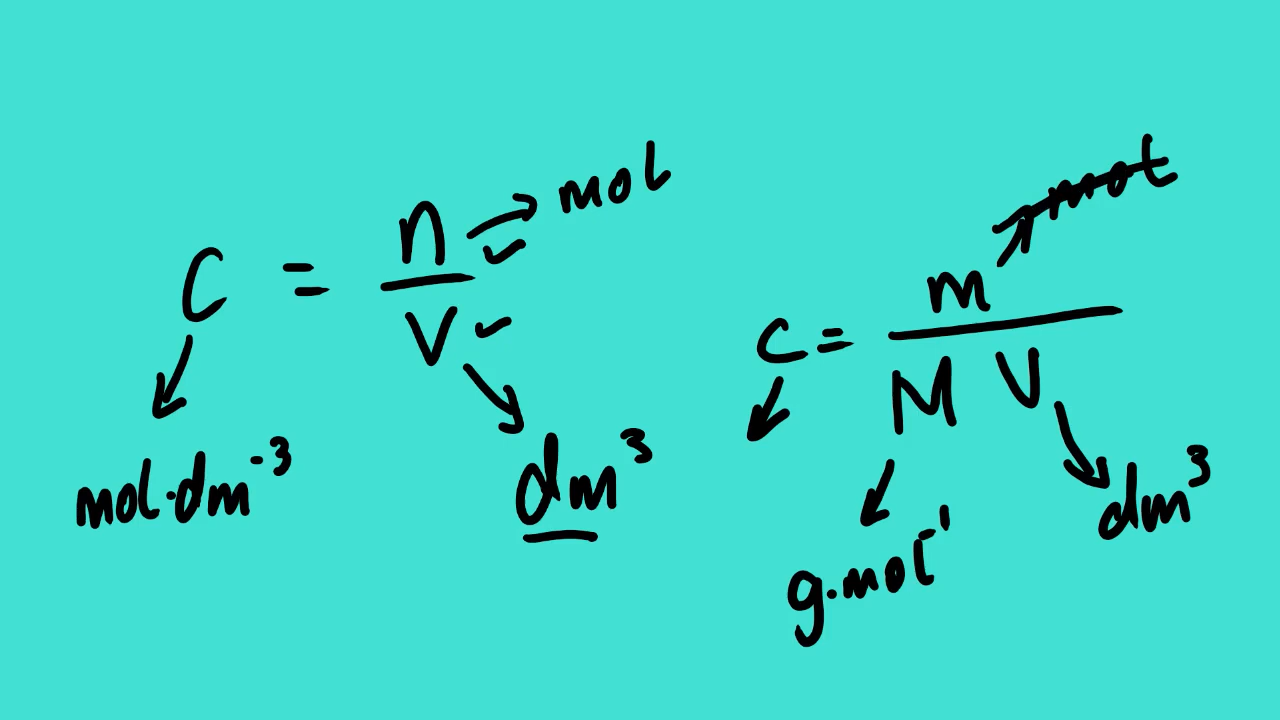 C = n/V
mol
mol·dm⁻³
dm³
c = m/MV
mol
g·mol⁻¹
dm³